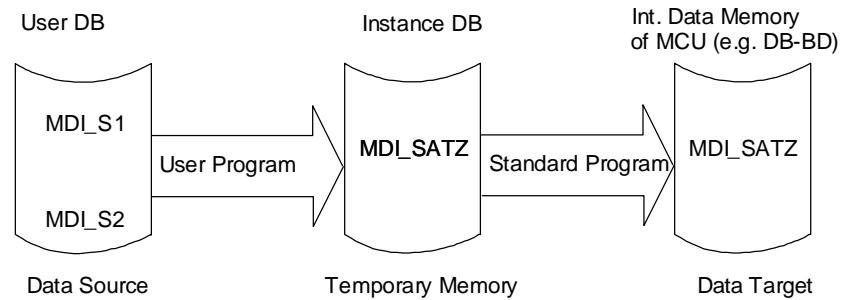 User DB
Instance DB
Int. Data Memory
of MCU (e.g. DB-BD)
MDI_S1
MDI_S2
User Program
MDI_SATZ
Standard Program
MDI_SATZ
Data Source
Temporary Memory
Data Target